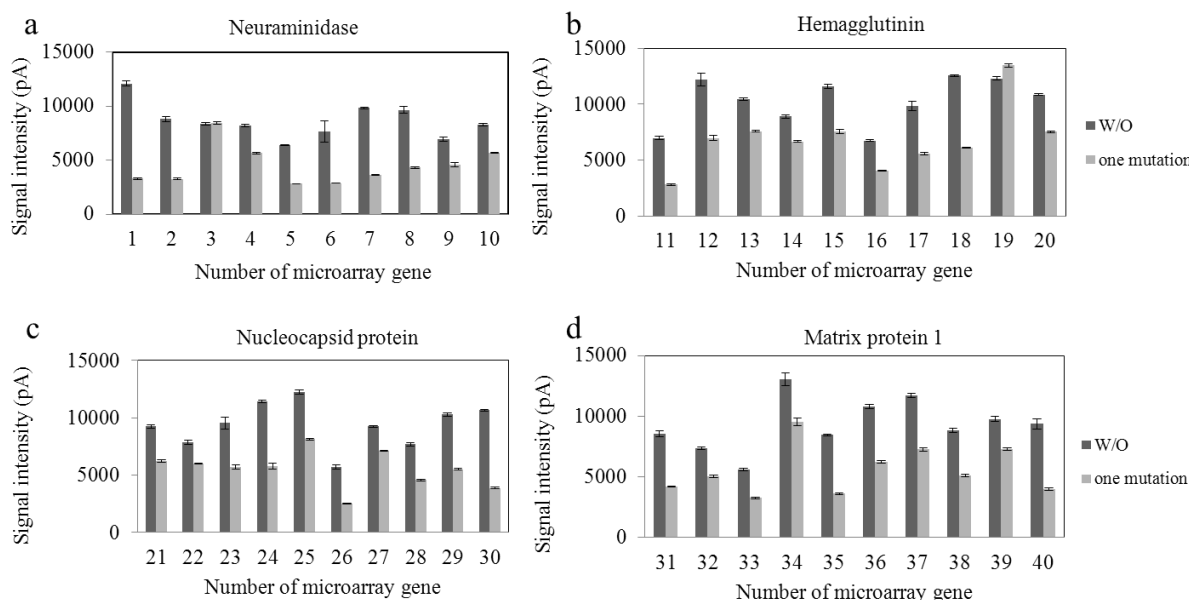 a
Neuraminidase
Signal intensity (pA)
15000
10000
5000
0
1 2 3 4 5 6 7 8 9 10
Number of microarray gene
b
Hemagglutinin
Signal intensity (pA)
15000
10000
5000
0
11 12 13 14 15 16 17 18 19 20
Number of microarray gene
W/O
one mutation
c
Nucleocapsid protein
Signal intensity (pA)
15000
10000
5000
0
21 22 23 24 25 26 27 28 29 30
Number of microarray gene
d
Matrix protein 1
Signal intensity (pA)
15000
10000
5000
0
31 32 33 34 35 36 37 38 39 40
Number of microarray gene
W/O
one mutation